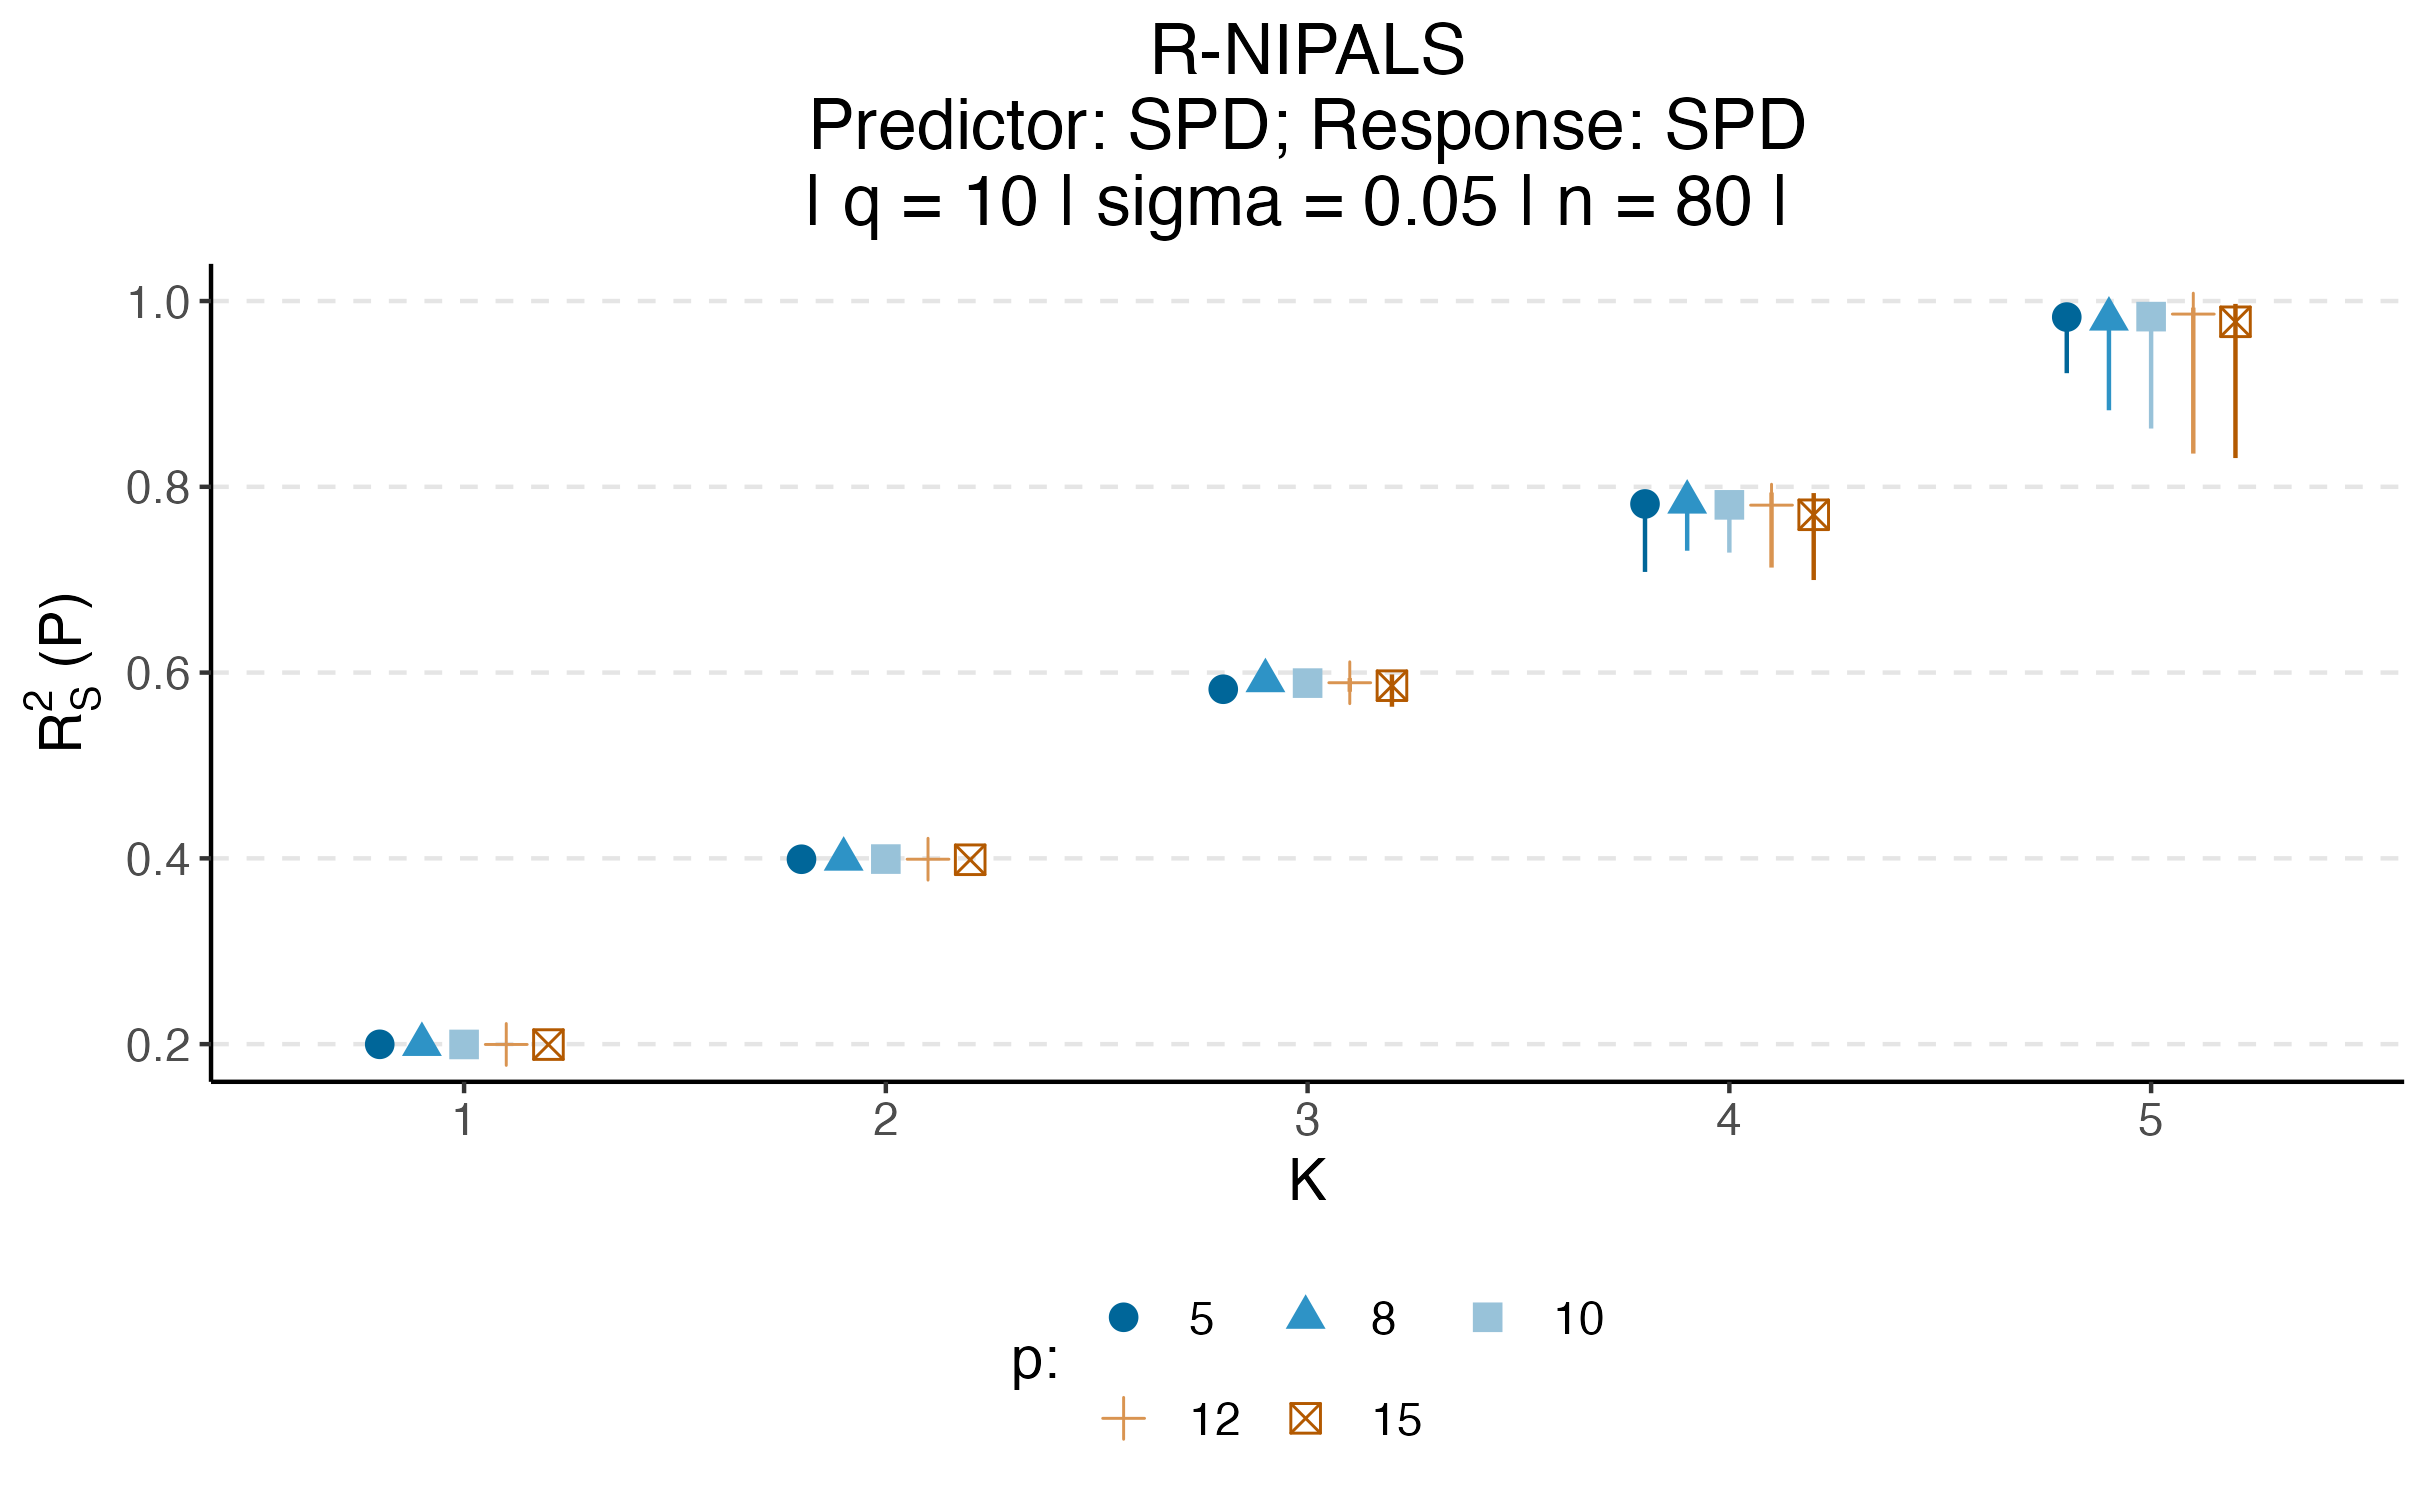 R-NIPALS
Predictor: SPD; Response: SPD
| q = 10 | sigma = 0.05 | n = 80 |
R²S (P)
1.0
0.8
0.6
0.4
0.2
1 2 3 4 5
K
p:
5 8 10
12 15